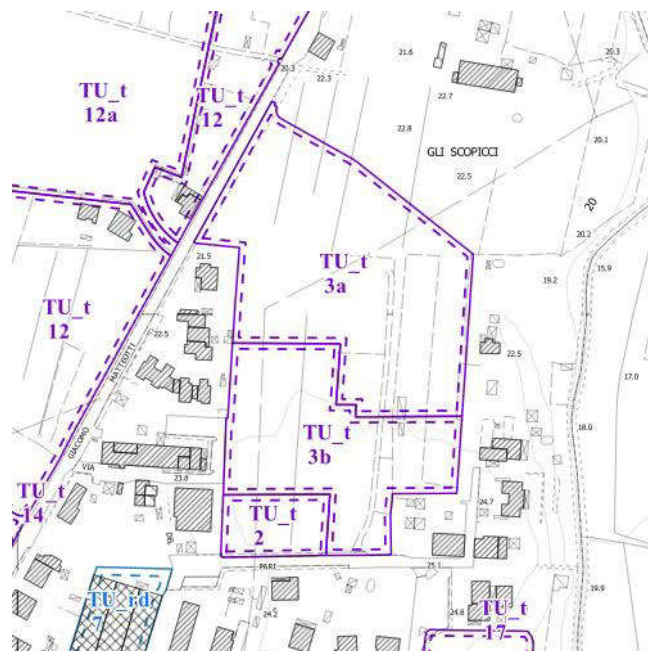 20.3
21.6
20.3
TU_t
12a
TU_t
12
20.3
22.3
22.7
22.8
20.1
GLI SCOPICCI
22.5
20
20.2
21.5
TU_t
3a
15.9
19.2
TU_t
12
22.5
22.5
17.0
MATTEOTTI
18.0
TU_t
3b
GIACOMO
VIA
23.8
24.7
TU_t
14
TU_t
2
PARI
25.1
TU_rd
7
24.2
24.8
TU_t
17
19.9